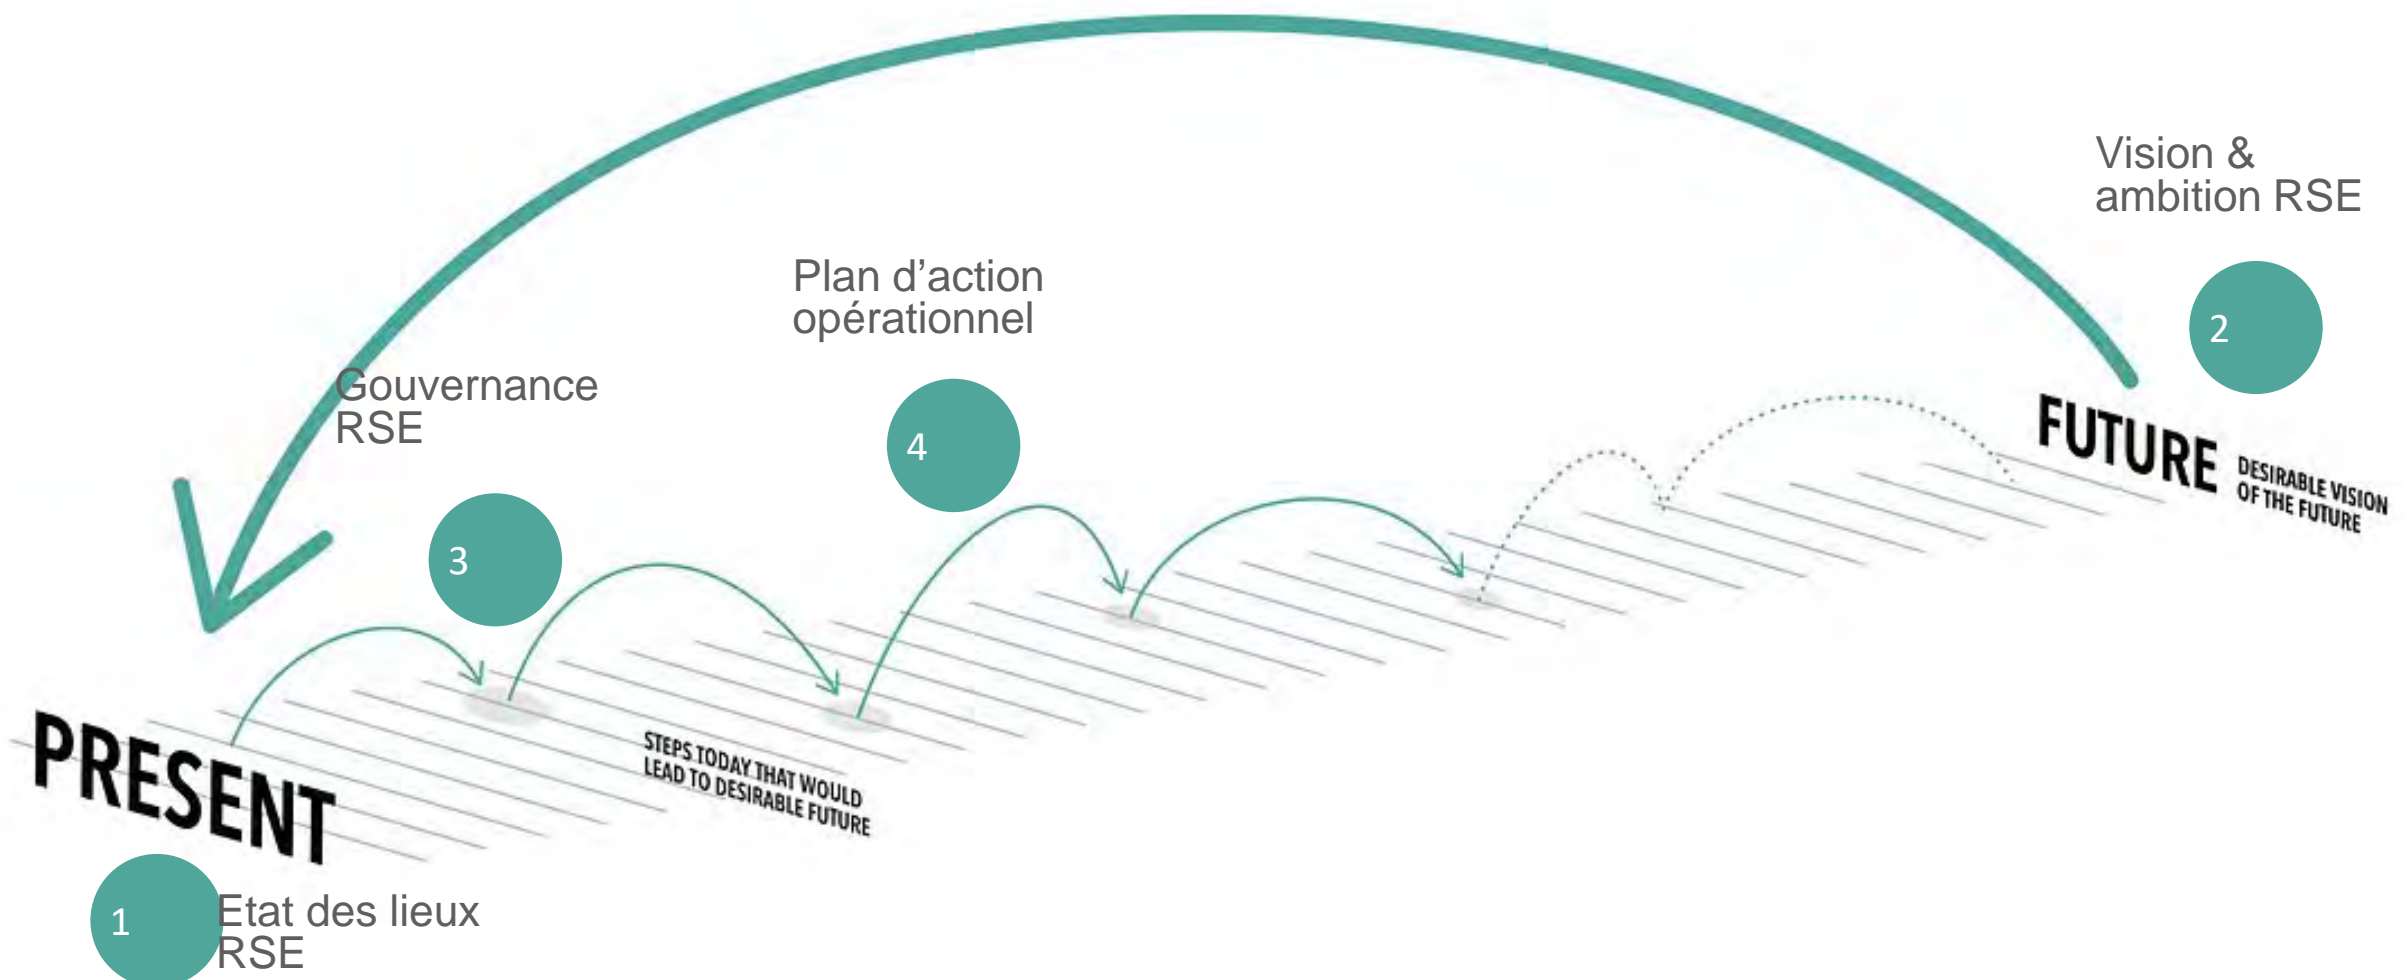 Vision &
ambition RSE
2
Plan d’action
opérationnel
4
Gouvernance
RSE
3
FUTURE
DESIRABLE VISION
OF THE FUTURE
STEPS TODAY THAT WOULD
LEAD TO DESIRABLE FUTURE
PRESENT
1
Etat des lieux
RSE